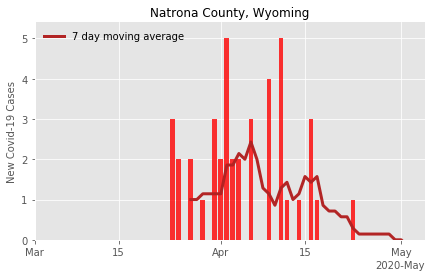 Natrona County, Wyoming
7 day moving average
New Covid-19 Cases
5
4
3
2
1
0
Mar 15 Apr 15 May
2020-May